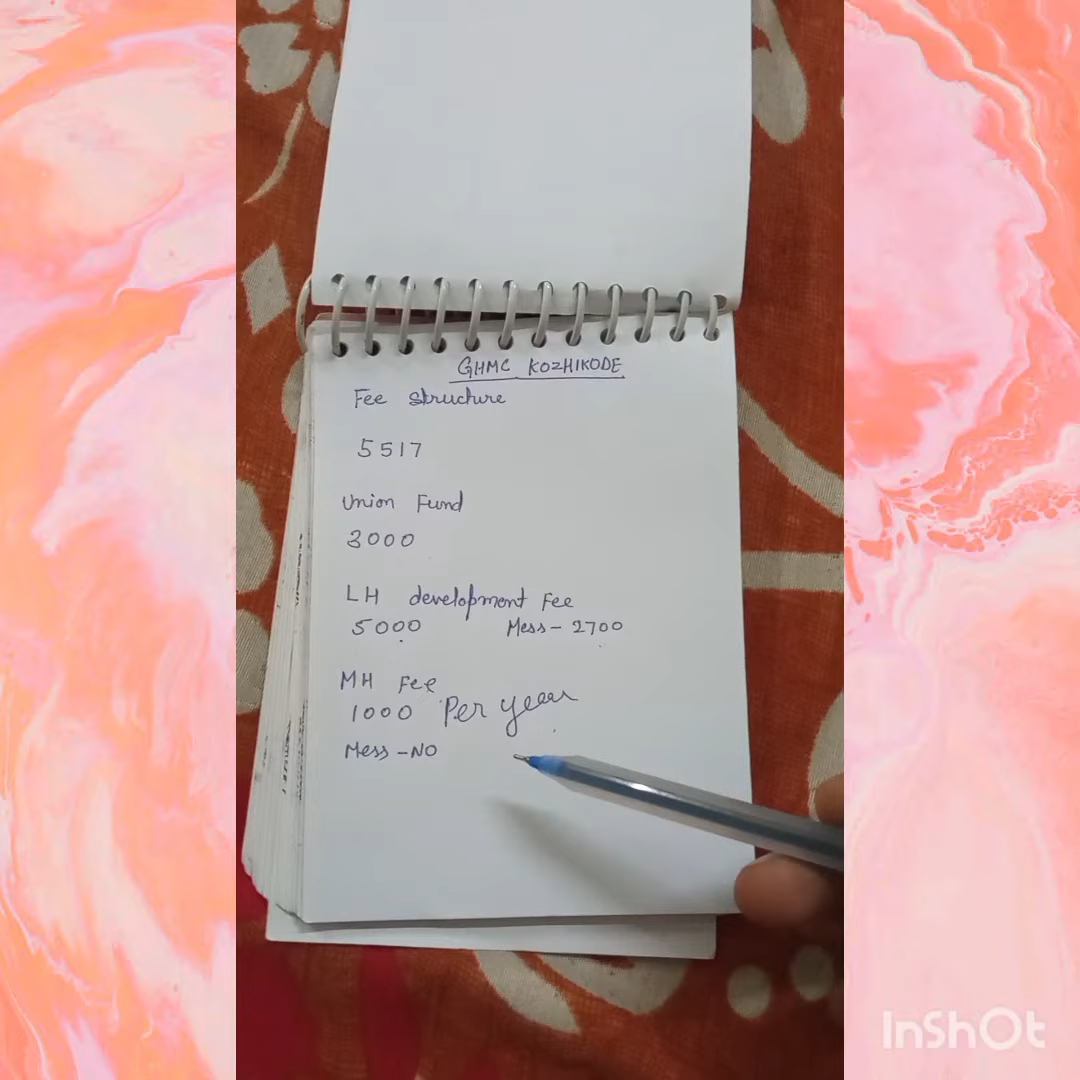 GHMC KOZHIKODE
Fee structure
5517
Union Fund
3000
LH development Fee
5000 Mess - 2700
MH Fee
1000 Per year
Mess - NO
InShOt